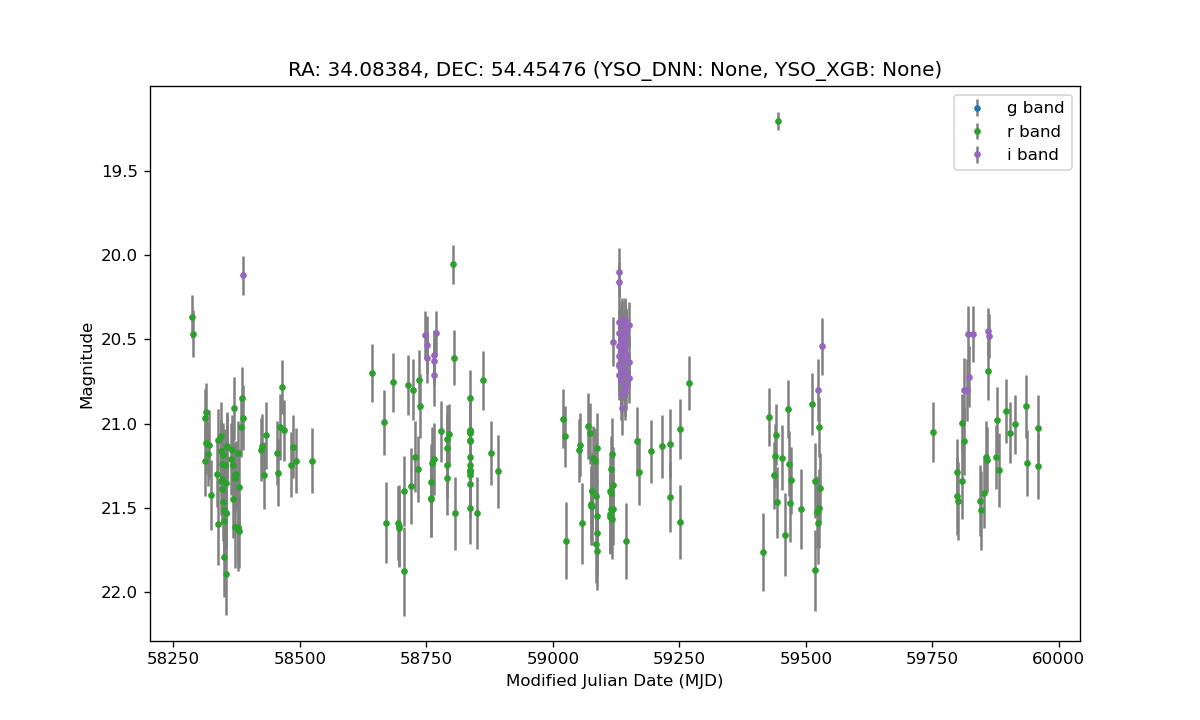 RA: 34.08384, DEC: 54.45476 (YSO_DNN: None, YSO_XGB: None)
g band
r band
i band
19.5
20.0
20.5
21.0
21.5
22.0
Magnitude
58250 58500 58750 59000 59250 59500 59750 60000
Modified Julian Date (MJD)